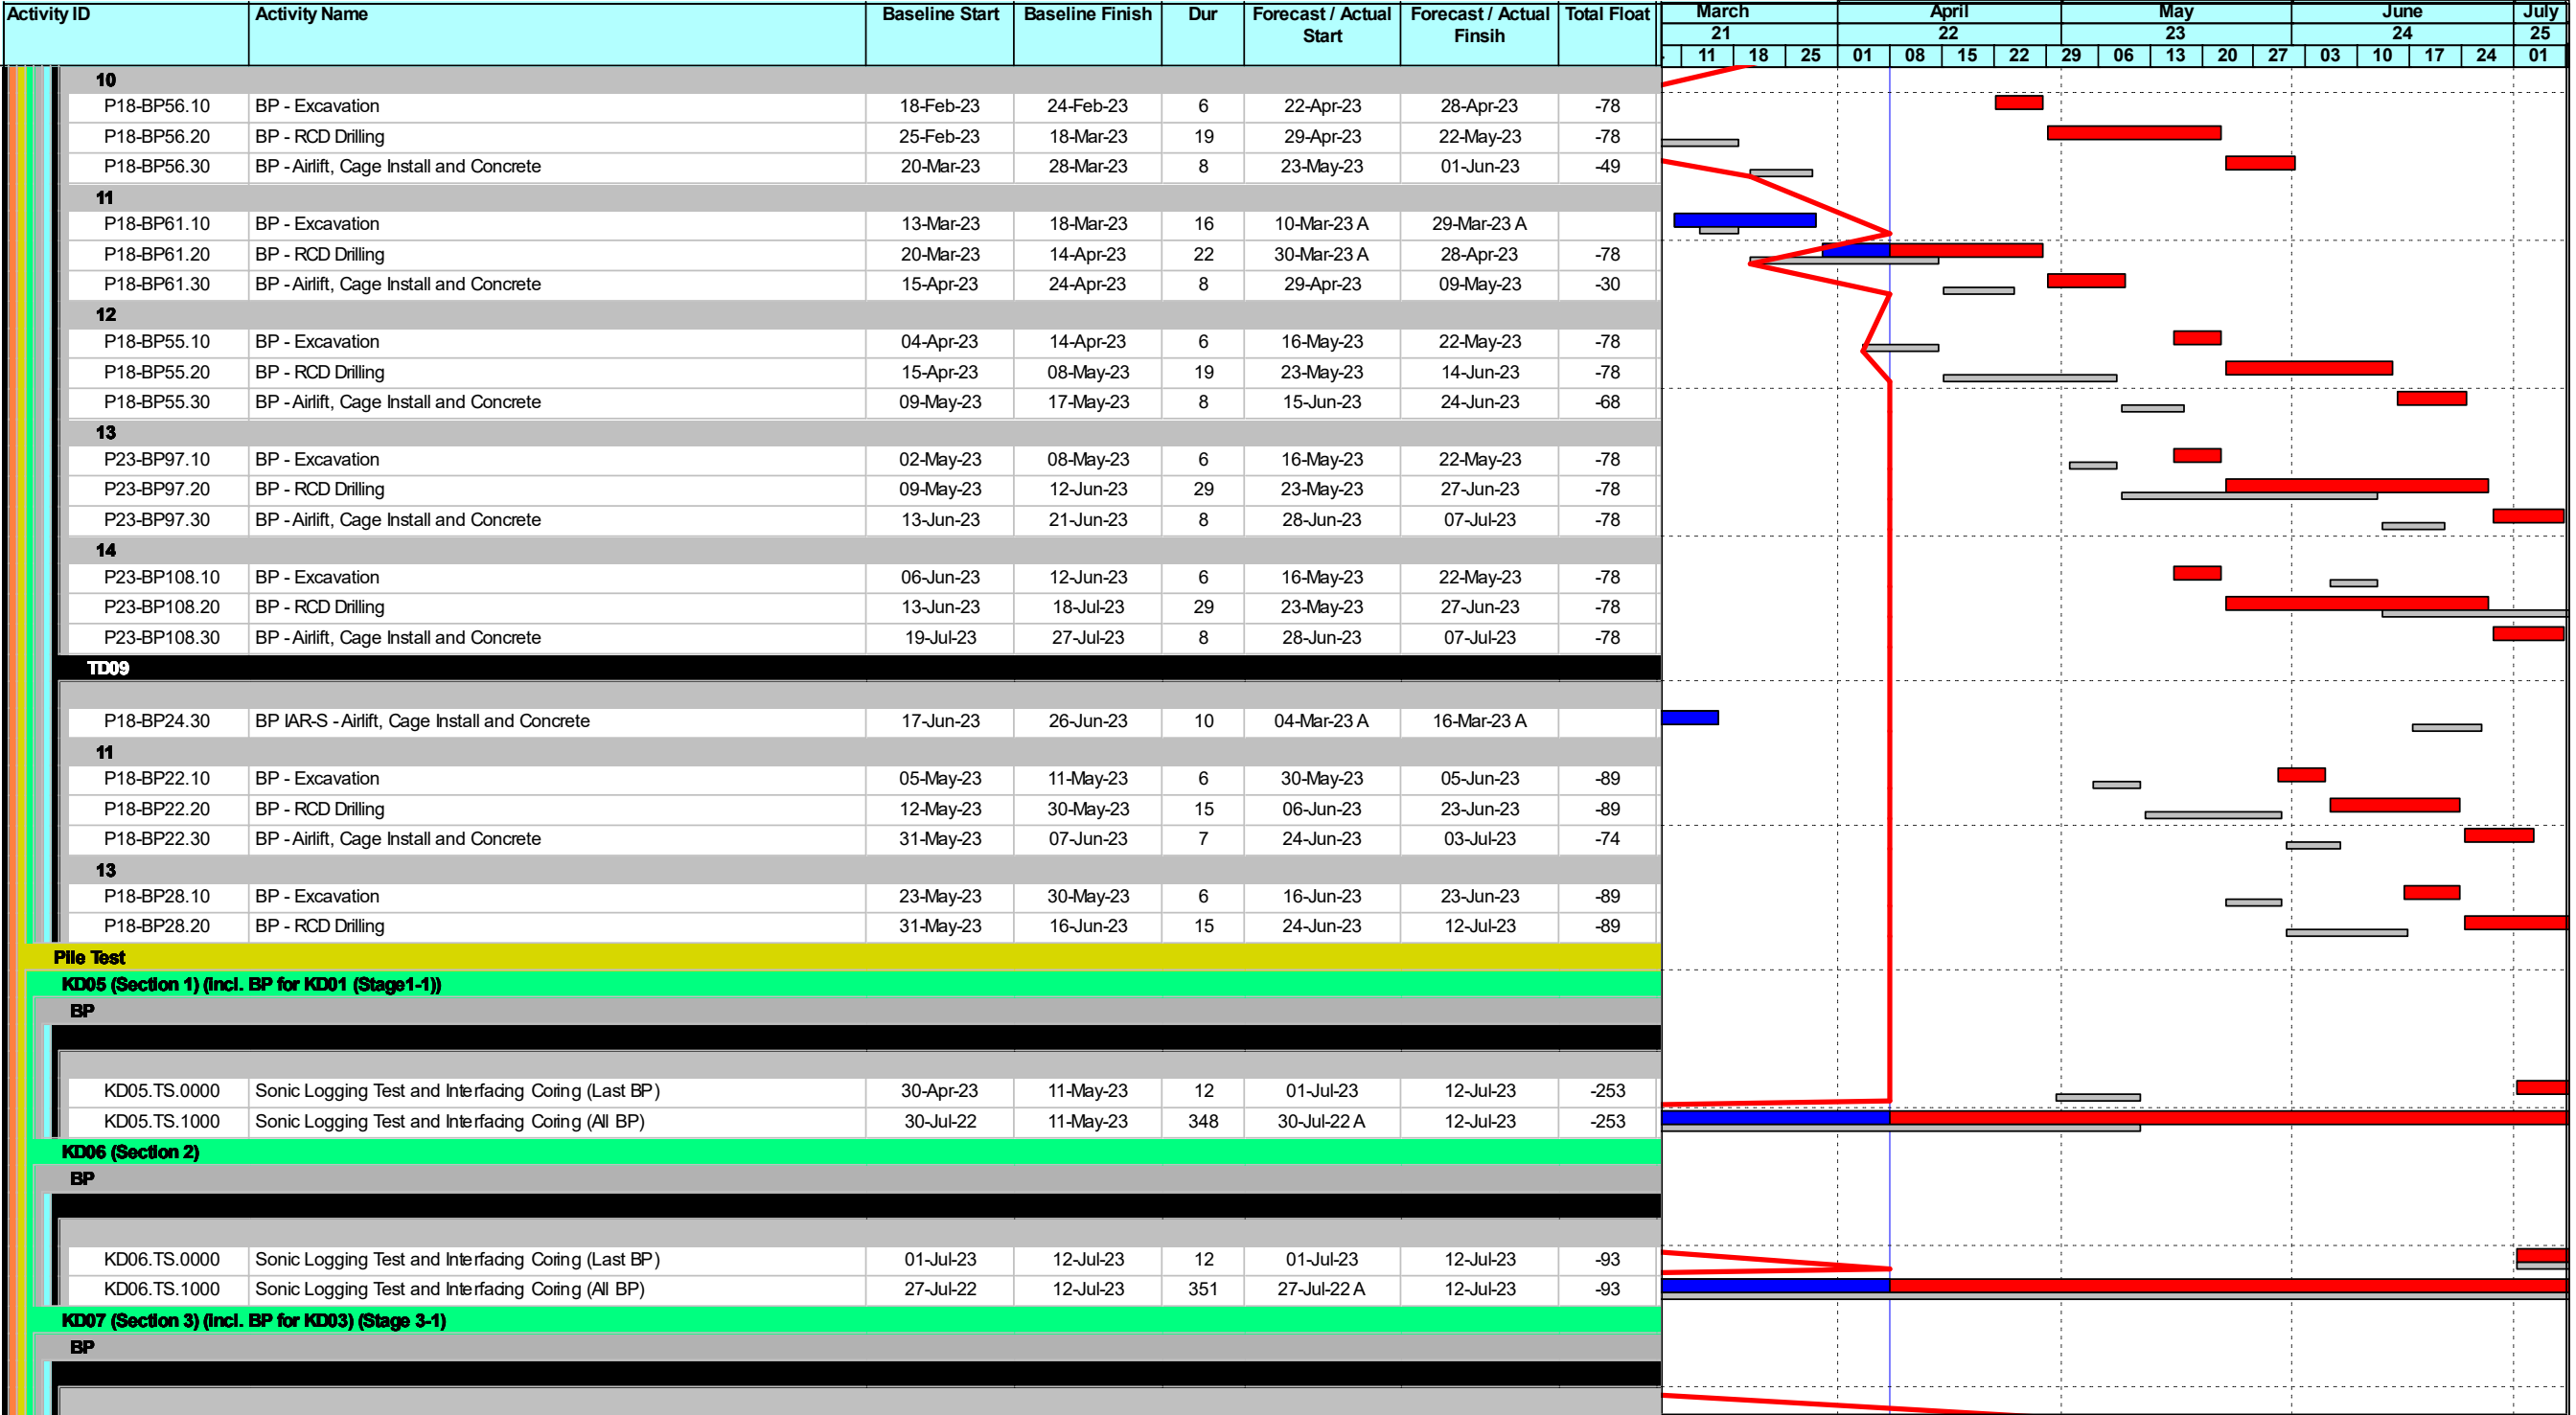 Activity ID Activity Name Baseline Start Baseline Finish Dur Forecast / Actual Start Forecast / Actual Finsih Total Float March April May June July
21 22 23 24 25
11 18 25 01 08 15 22 29 06 13 20 27 03 10 17 24 01
10
P18-BP56.10 BP - Excavation 18-Feb-23 24-Feb-23 6 22-Apr-23 28-Apr-23 -78
P18-BP56.20 BP - RCD Drilling 25-Feb-23 18-Mar-23 19 29-Apr-23 22-May-23 -78
P18-BP56.30 BP - Airlift, Cage Install and Concrete 20-Mar-23 28-Mar-23 8 23-May-23 01-Jun-23 -49
11
P18-BP61.10 BP - Excavation 13-Mar-23 18-Mar-23 16 10-Mar-23 A 29-Mar-23 A
P18-BP61.20 BP - RCD Drilling 20-Mar-23 14-Apr-23 22 30-Mar-23 A 28-Apr-23 -78
P18-BP61.30 BP - Airlift, Cage Install and Concrete 15-Apr-23 24-Apr-23 8 29-Apr-23 09-May-23 -30
12
P18-BP55.10 BP - Excavation 04-Apr-23 14-Apr-23 6 16-May-23 22-May-23 -78
P18-BP55.20 BP - RCD Drilling 15-Apr-23 08-May-23 19 23-May-23 14-Jun-23 -78
P18-BP55.30 BP - Airlift, Cage Install and Concrete 09-May-23 17-May-23 8 15-Jun-23 24-Jun-23 -68
13
P23-BP97.10 BP - Excavation 02-May-23 08-May-23 6 16-May-23 22-May-23 -78
P23-BP97.20 BP - RCD Drilling 09-May-23 12-Jun-23 29 23-May-23 27-Jun-23 -78
P23-BP97.30 BP - Airlift, Cage Install and Concrete 13-Jun-23 21-Jun-23 8 28-Jun-23 07-Jul-23 -78
14
P23-BP108.10 BP - Excavation 06-Jun-23 12-Jun-23 6 16-May-23 22-May-23 -78
P23-BP108.20 BP - RCD Drilling 13-Jun-23 18-Jul-23 29 23-May-23 27-Jun-23 -78
P23-BP108.30 BP - Airlift, Cage Install and Concrete 19-Jul-23 27-Jul-23 8 28-Jun-23 07-Jul-23 -78
TD09
P18-BP24.30 BP IAR-S - Airlift, Cage Install and Concrete 17-Jun-23 26-Jun-23 10 04-Mar-23 A 16-Mar-23 A
11
P18-BP22.10 BP - Excavation 05-May-23 11-May-23 6 30-May-23 05-Jun-23 -89
P18-BP22.20 BP - RCD Drilling 12-May-23 30-May-23 15 06-Jun-23 23-Jun-23 -89
P18-BP22.30 BP - Airlift, Cage Install and Concrete 31-May-23 07-Jun-23 7 24-Jun-23 03-Jul-23 -74
13
P18-BP28.10 BP - Excavation 23-May-23 30-May-23 6 16-Jun-23 23-Jun-23 -89
P18-BP28.20 BP - RCD Drilling 31-May-23 16-Jun-23 15 24-Jun-23 12-Jul-23 -89
Pile Test
KD05 (Section 1) (Incl. BP for KD01 (Stage1-1))
BP
KD05.TS.0000 Sonic Logging Test and Interfacing Coring (Last BP) 30-Apr-23 11-May-23 12 01-Jul-23 12-Jul-23 -253
KD05.TS.1000 Sonic Logging Test and Interfacing Coring (All BP) 30-Jul-22 11-May-23 348 30-Jul-22 A 12-Jul-23 -253
KD06 (Section 2)
BP
KD06.TS.0000 Sonic Logging Test and Interfacing Coring (Last BP) 01-Jul-23 12-Jul-23 12 01-Jul-23 12-Jul-23 -93
KD06.TS.1000 Sonic Logging Test and Interfacing Coring (All BP) 27-Jul-22 12-Jul-23 351 27-Jul-22 A 12-Jul-23 -93
KD07 (Section 3) (Incl. BP for KD03) (Stage 3-1)
BP